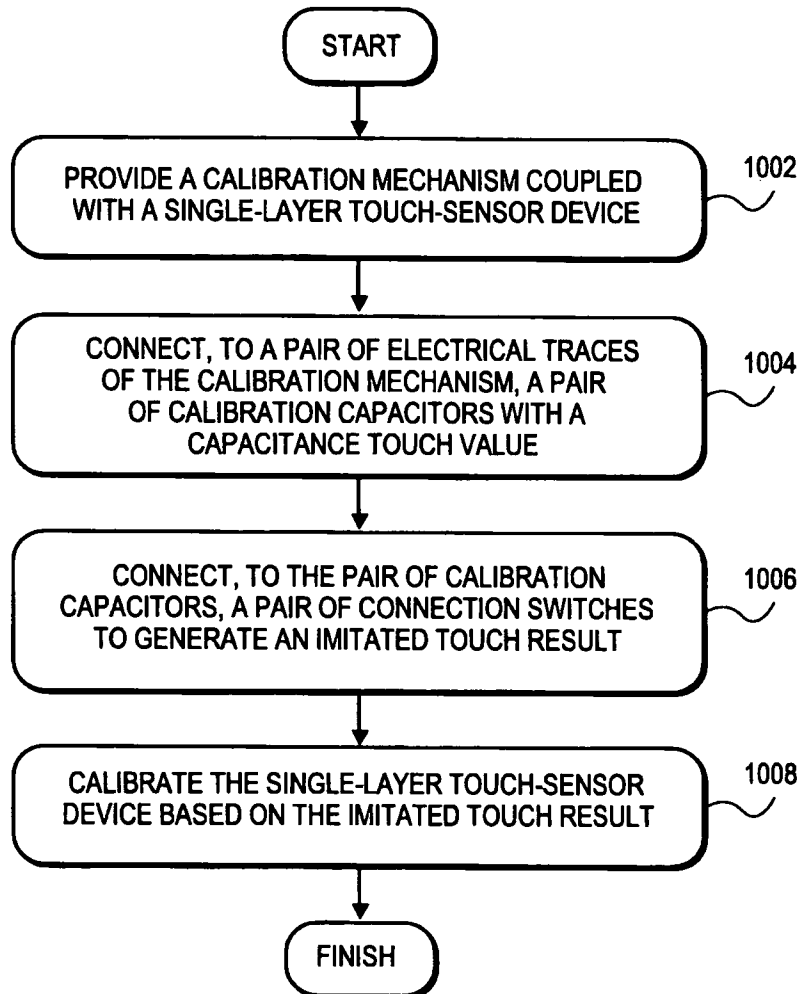 START
PROVIDE A CALIBRATION MECHANISM COUPLED
WITH A SINGLE-LAYER TOUCH-SENSOR DEVICE
1002
CONNECT, TO A PAIR OF ELECTRICAL TRACES
OF THE CALIBRATION MECHANISM, A PAIR
OF CALIBRATION CAPACITORS WITH A
CAPACITANCE TOUCH VALUE
1004
CONNECT, TO THE PAIR OF CALIBRATION
CAPACITORS, A PAIR OF CONNECTION SWITCHES
TO GENERATE AN IMITATED TOUCH RESULT
1006
CALIBRATE THE SINGLE-LAYER TOUCH-SENSOR
DEVICE BASED ON THE IMITATED TOUCH RESULT
1008
FINISH